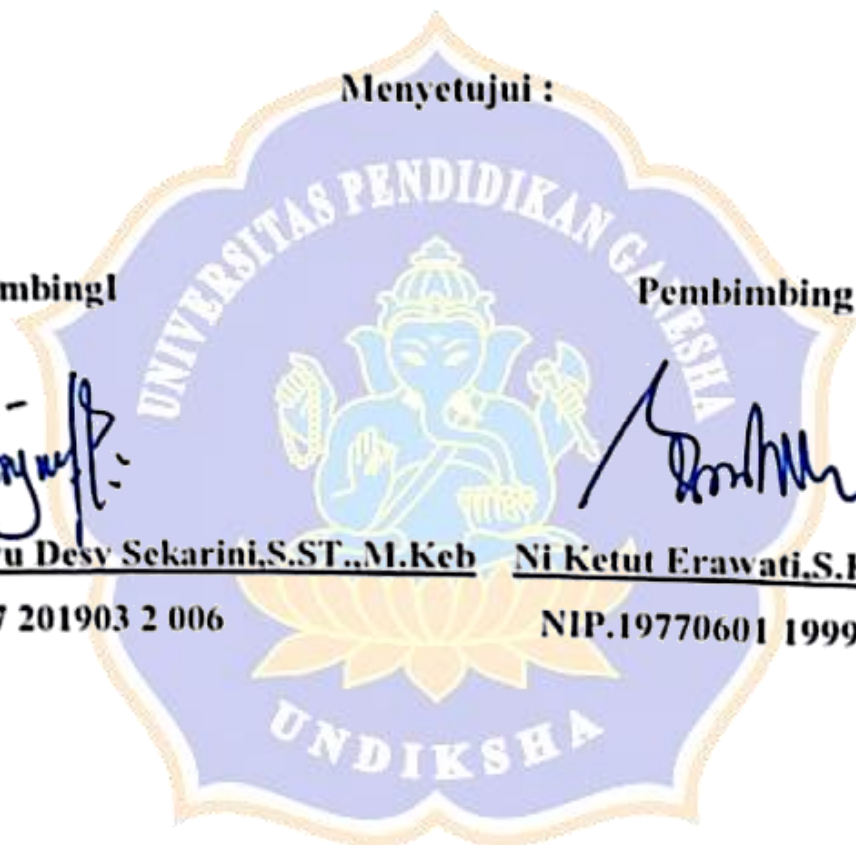 Menyetujui :
UNIVERSITAS PENDIDIKAN GANESHA
mbingI Pembimbing
u Desy Sekarini,S.ST.,M.Keb Ni Ketut Erawati,S.
7 201903 2 006 NIP.19770601 1999
UNDIKSHA